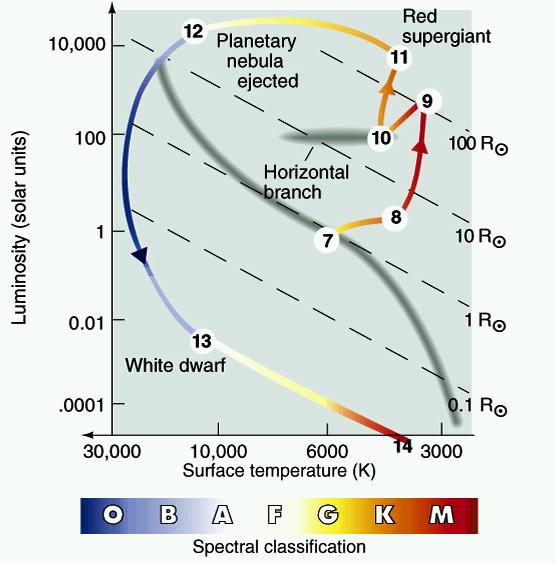 Red
supergiant
12
10,000
Planetary
nebula
ejected
11
9
100
10
100 R⊙
Horizontal
branch
8
7
10 R⊙
1
Luminosity (solar units)
0.01
1 R⊙
13
White dwarf
.0001
0.1 R⊙
14
30,000 10,000 6000 3000
Surface temperature (K)
O B A F G K M
Spectral classification